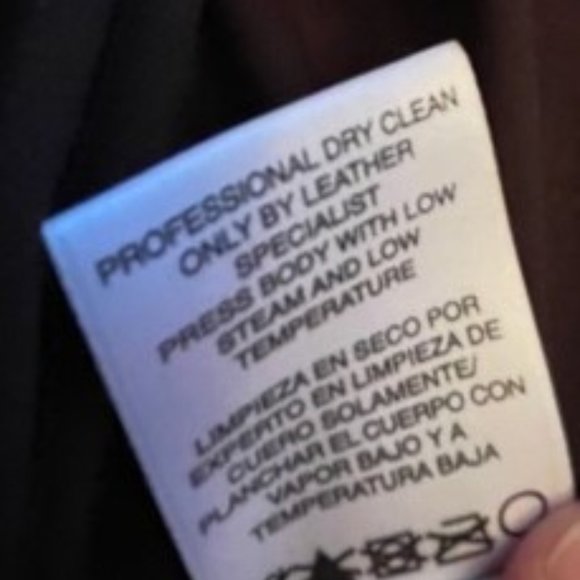 PROFESSIONAL DRY CLEAN
ONLY BY LEATHER
SPECIALIST
PRESS BODY WITH LOW
STEAM AND LOW
TEMPERATURE
LIMPIEZA EN SECO POR
EXPERTO EN LIMPIEZA DE
CUERO SOLAMENTE/
PLANCHAR EL CUERPO CON
VAPOR BAJO Y A
TEMPERATURA BAJA